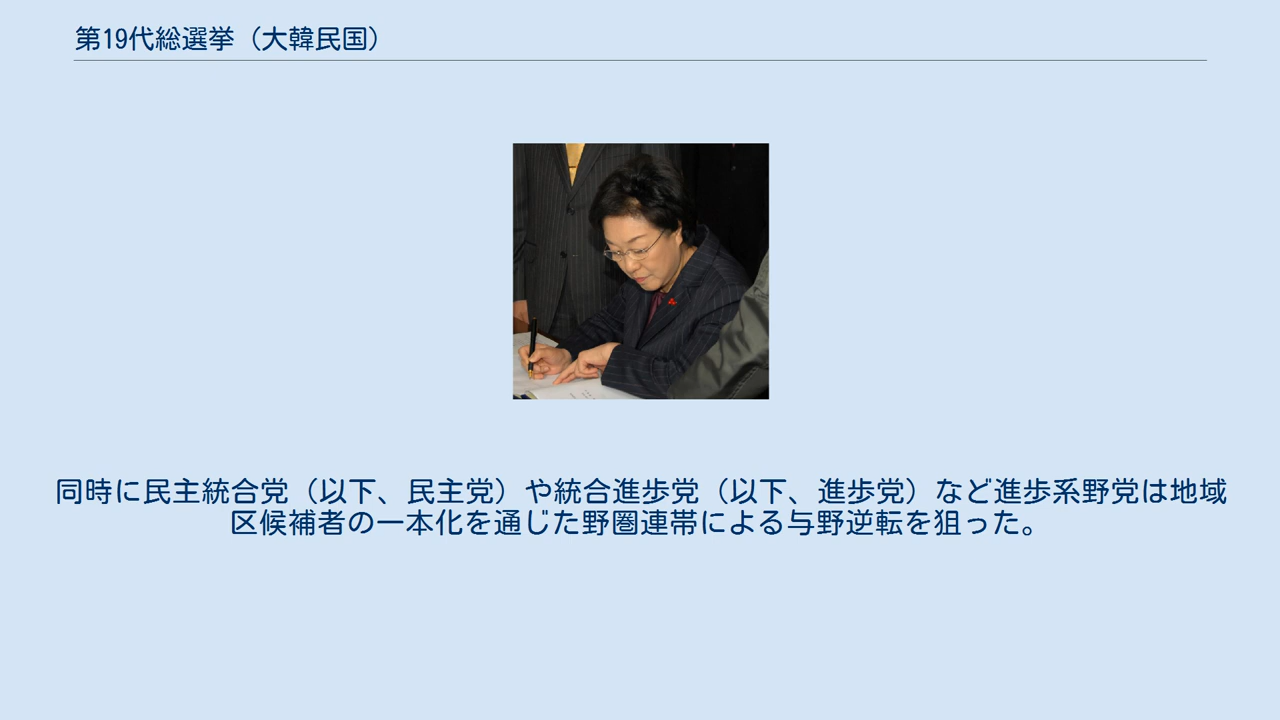 第19代総選挙（大韓民国）
同時に民主統合党（以下、民主党）や統合進歩党（以下、進歩党）など進歩系野党は地域
区候補者の一本化を通じた野圏連帯による与野逆転を狙った。